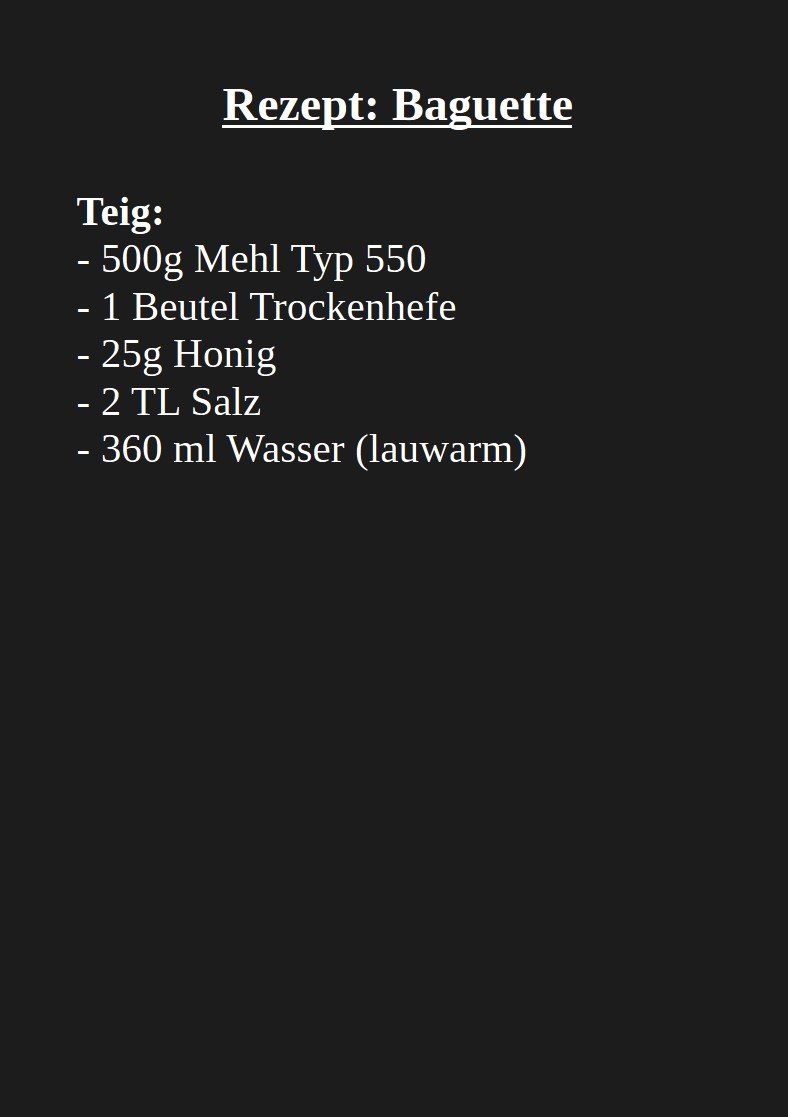 Rezept: Baguette
Teig:
- 500g Mehl Typ 550
- 1 Beutel Trockenhefe
- 25g Honig
- 2 TL Salz
- 360 ml Wasser (lauwarm)